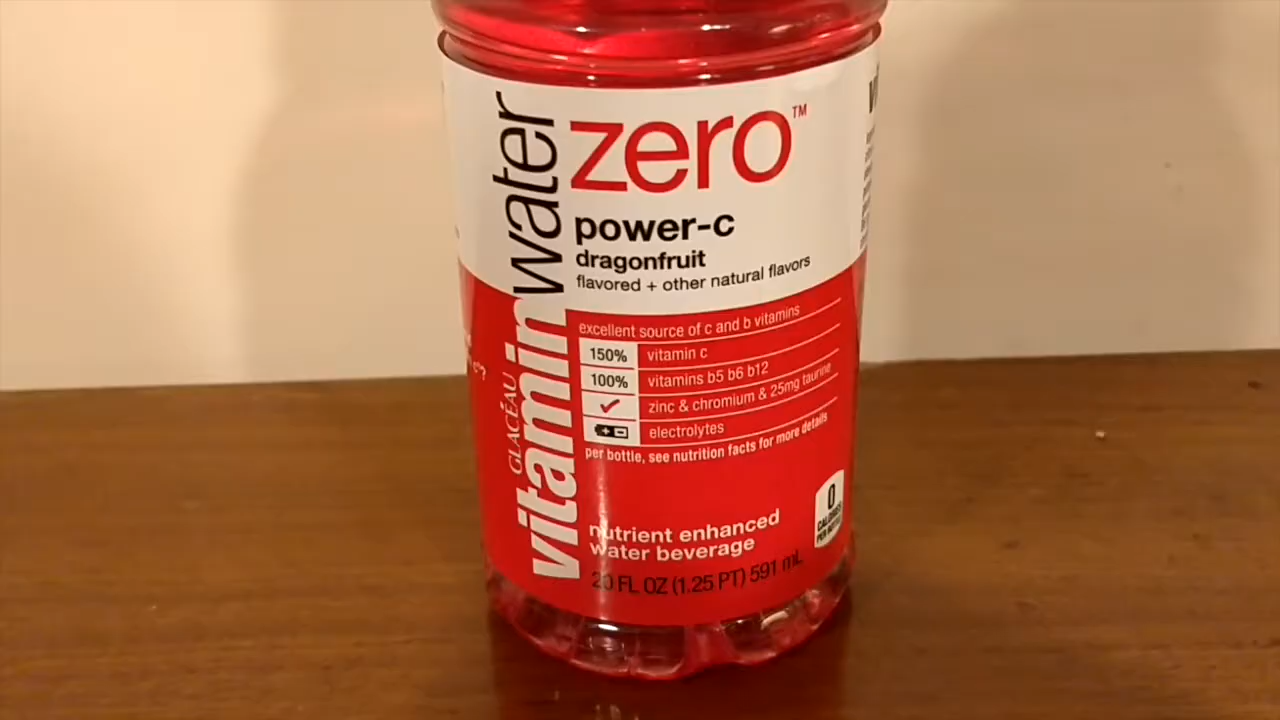 GLACÉAU
vitaminwater
zero™
power-c
dragonfruit
flavored + other natural flavors
excellent source of c and b vitamins
150% vitamin c
100% vitamins b5 b6 b12
✓ zinc & chromium & 25mg taurine
electrolytes
per bottle, see nutrition facts for more details
0
CALORIES
PER BOTTLE
nutrient enhanced
water beverage
20 FL OZ (1.25 PT) 591 mL